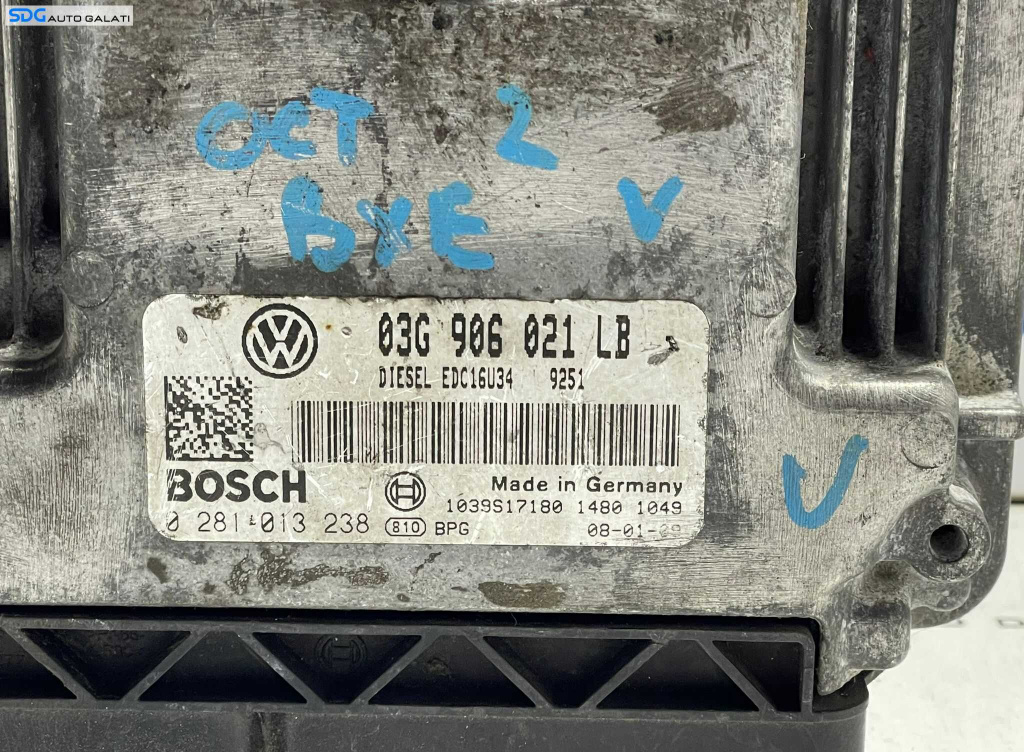 SDG AUTO GALATI
OCT 2
BXE V
03G 906 021 LB
DIESEL EDC16U34 9251
BOSCH
Made in Germany
1039S17180 1480 1049
0 281 013 238 810 BPG
V